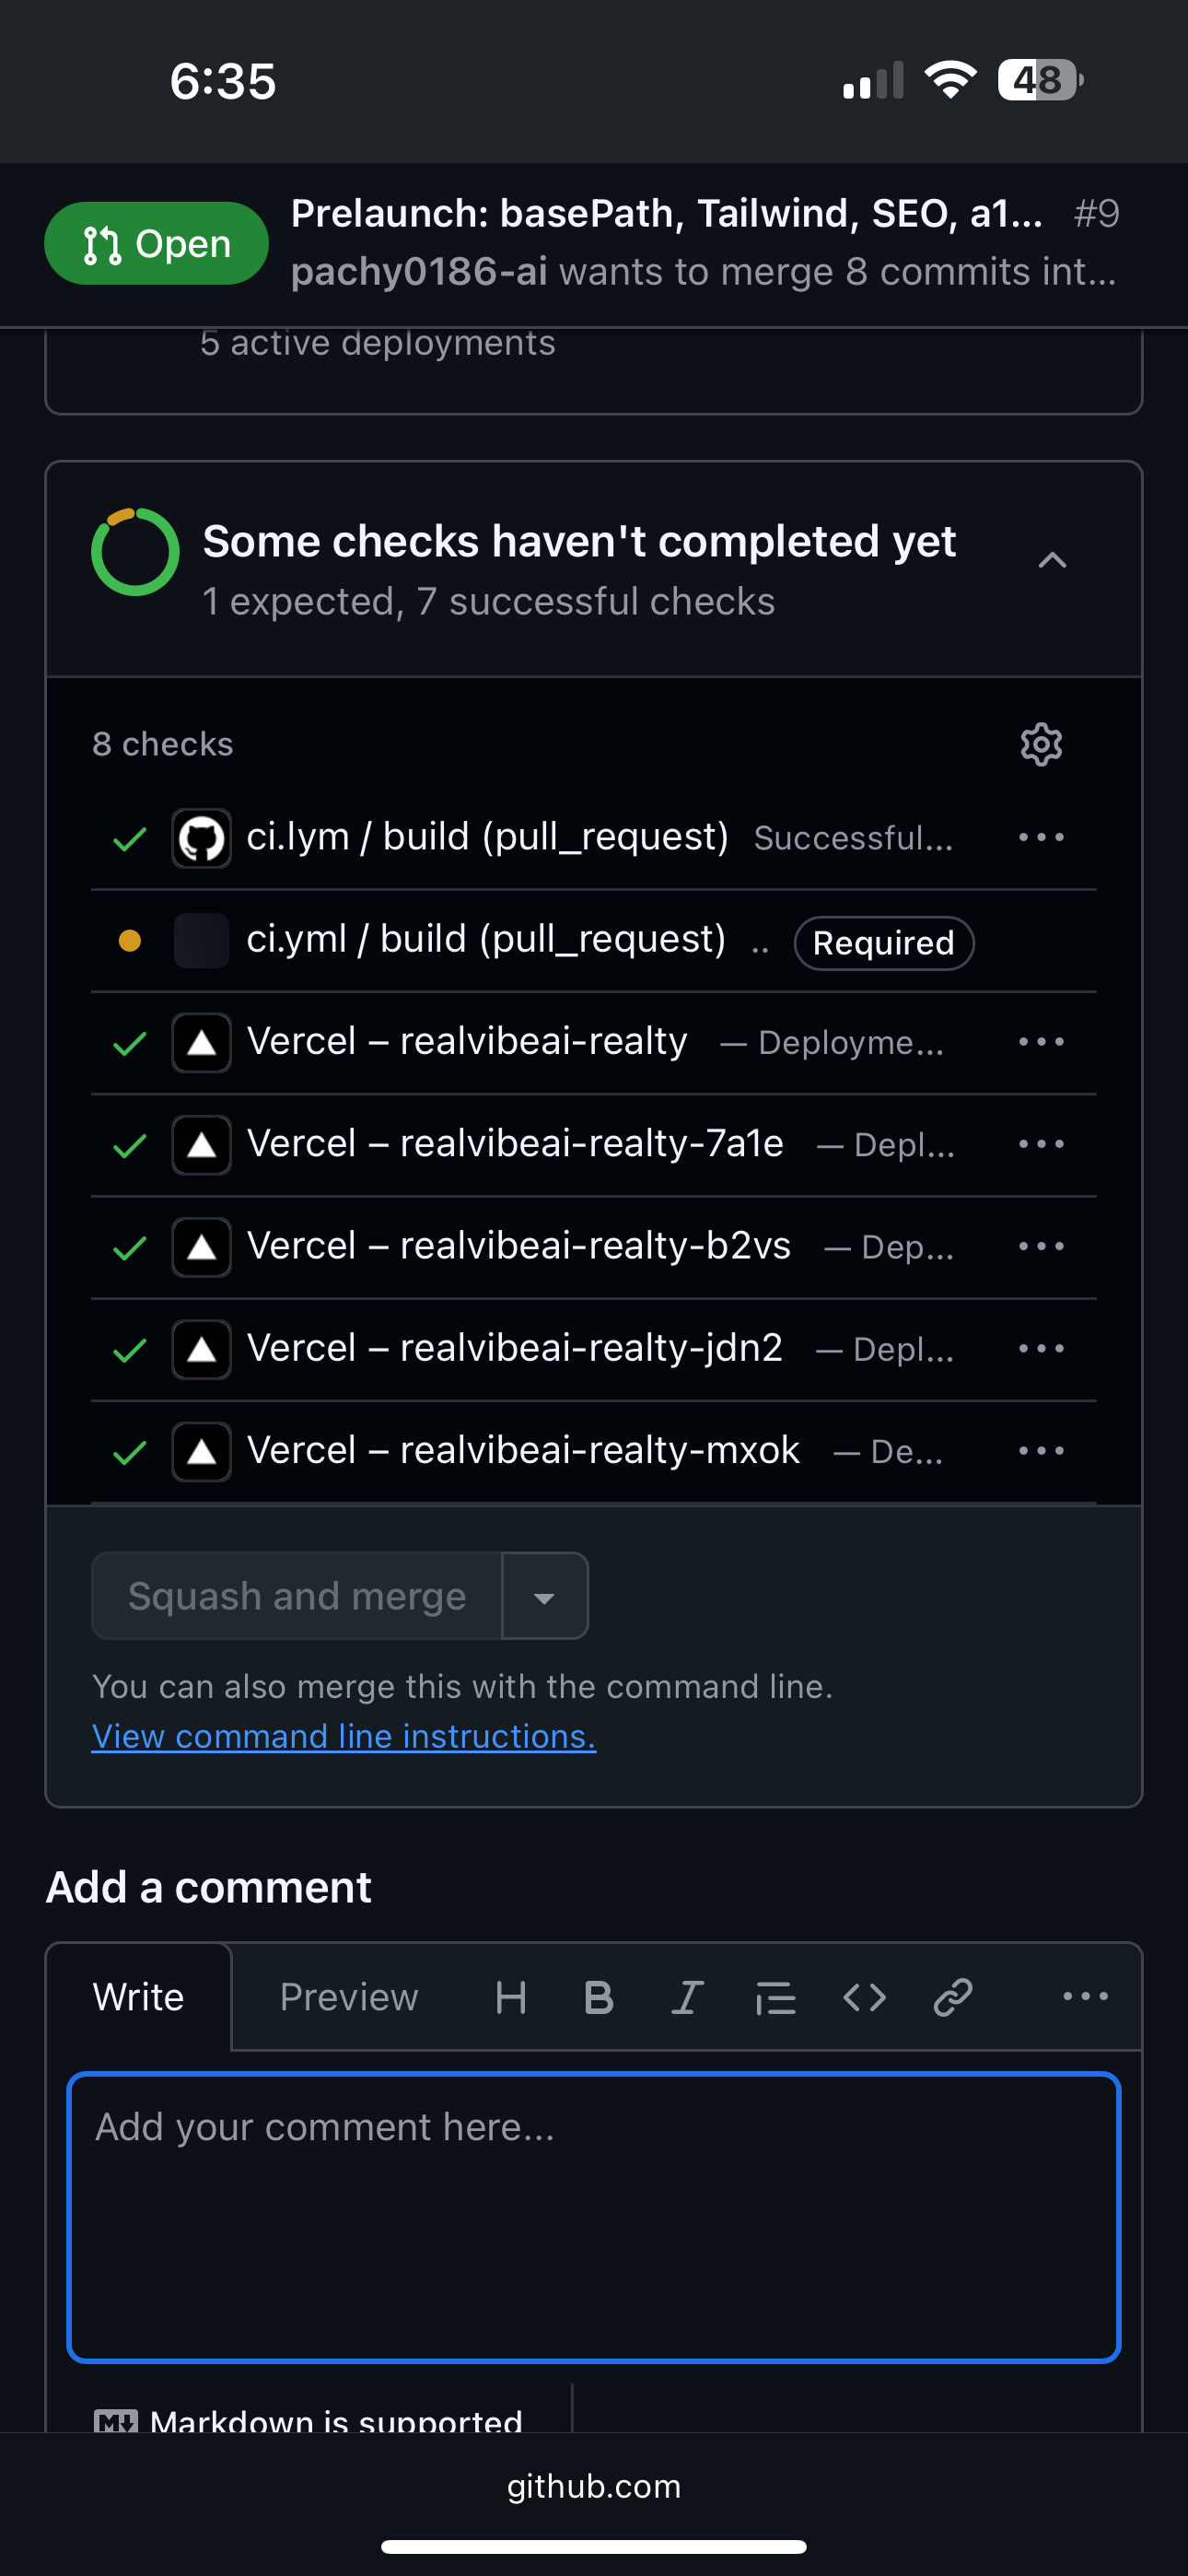 6:35
48
Open
Prelaunch: basePath, Tailwind, SEO, a1... #9
pachy0186-ai wants to merge 8 commits int...
5 active deployments
Some checks haven't completed yet
1 expected, 7 successful checks
8 checks
ci.lym / build (pull_request) Successful...
ci.yml / build (pull_request) .. Required
Vercel – realvibeai-realty — Deployme...
Vercel – realvibeai-realty-7a1e — Depl...
Vercel – realvibeai-realty-b2vs — Dep...
Vercel – realvibeai-realty-jdn2 — Depl...
Vercel – realvibeai-realty-mxok — De...
Squash and merge
You can also merge this with the command line.
View command line instructions.
Add a comment
Write Preview H B I
Add your comment here...
Markdown is supported
github.com